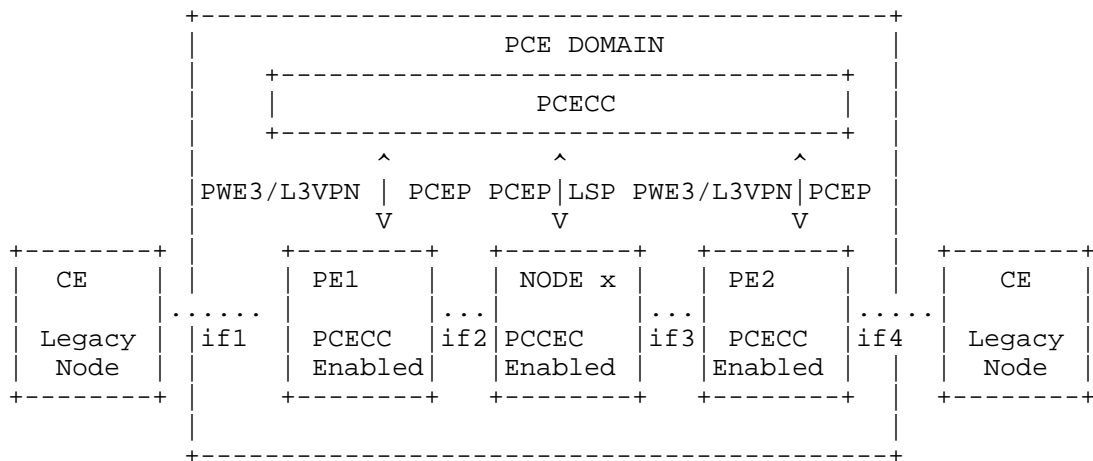 PCE DOMAIN
PCECC
PWE3/L3VPN | PCEP PCEP|LSP PWE3/L3VPN|PCEP
CE PE1 NODE x PE2 CE
...... ... ... .....
Legacy if1 PCECC if2 PCCEC if3 PCECC if4 Legacy
Node Enabled Enabled Enabled Node